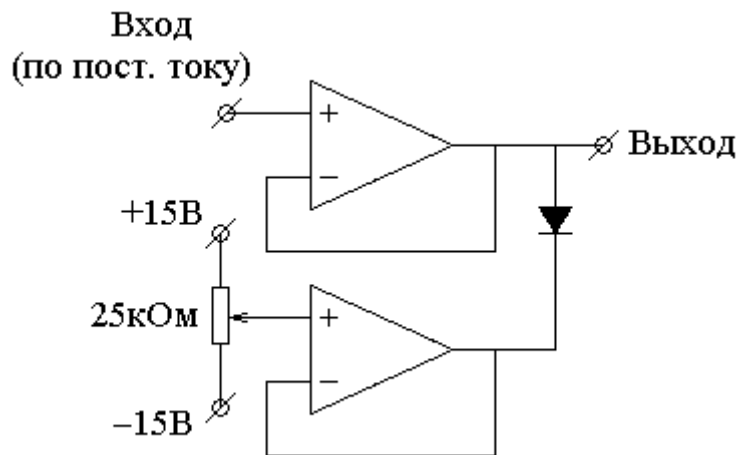 Вход
(по пост. току)
+
−
Выход
+15В
25кОм
+
−
−15В